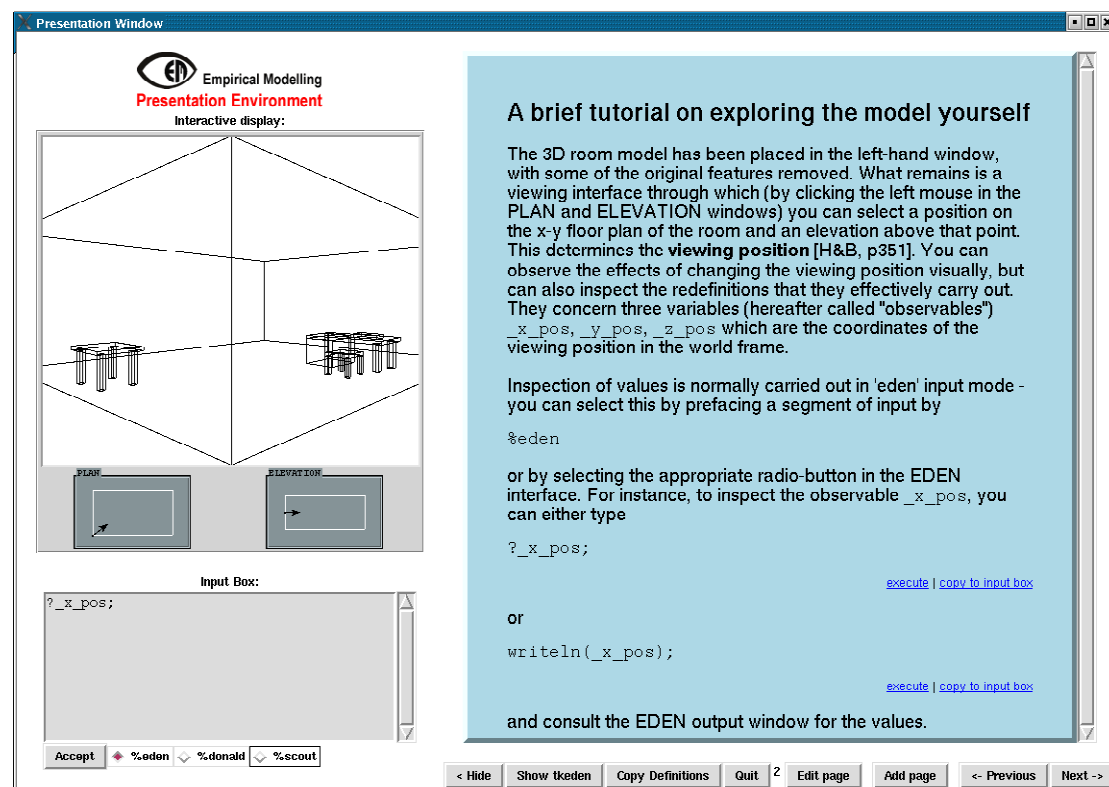 Presentation Window
EM Empirical Modelling
Presentation Environment
Interactive display:
PLAN
ELEVATION
Input Box:
?_x_pos;
Accept %eden %donald %scout
A brief tutorial on exploring the model yourself
The 3D room model has been placed in the left-hand window,
with some of the original features removed. What remains is a
viewing interface through which (by clicking the left mouse in the
PLAN and ELEVATION windows) you can select a position on
the x-y floor plan of the room and an elevation above that point.
This determines the viewing position [H&B, p351]. You can
observe the effects of changing the viewing position visually, but
can also inspect the redefinitions that they effectively carry out.
They concern three variables (hereafter called "observables")
_x_pos, _y_pos, _z_pos which are the coordinates of the
viewing position in the world frame.
Inspection of values is normally carried out in 'eden' input mode -
you can select this by prefacing a segment of input by
%eden
or by selecting the appropriate radio-button in the EDEN
interface. For instance, to inspect the observable _x_pos, you
can either type
?_x_pos;
execute | copy to input box
or
writeln(_x_pos);
execute | copy to input box
and consult the EDEN output window for the values.
< Hide Show tkeden Copy Definitions Quit 2 Edit page Add page <- Previous Next ->